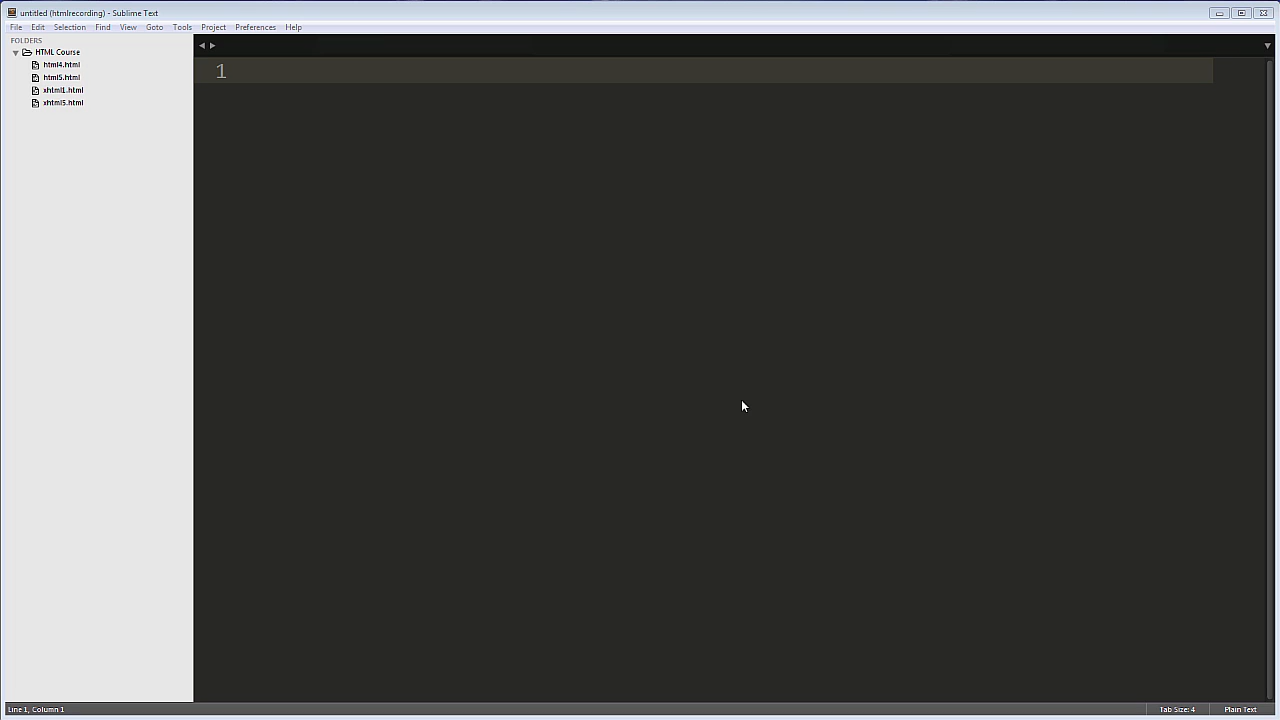 untitled (htmlrecording) - Sublime Text
File Edit Selection Find View Goto Tools Project Preferences Help
FOLDERS
HTML Course
html4.html
html5.html
xhtml1.html
xhtml5.html
1
Line 1, Column 1
Tab Size: 4
Plain Text